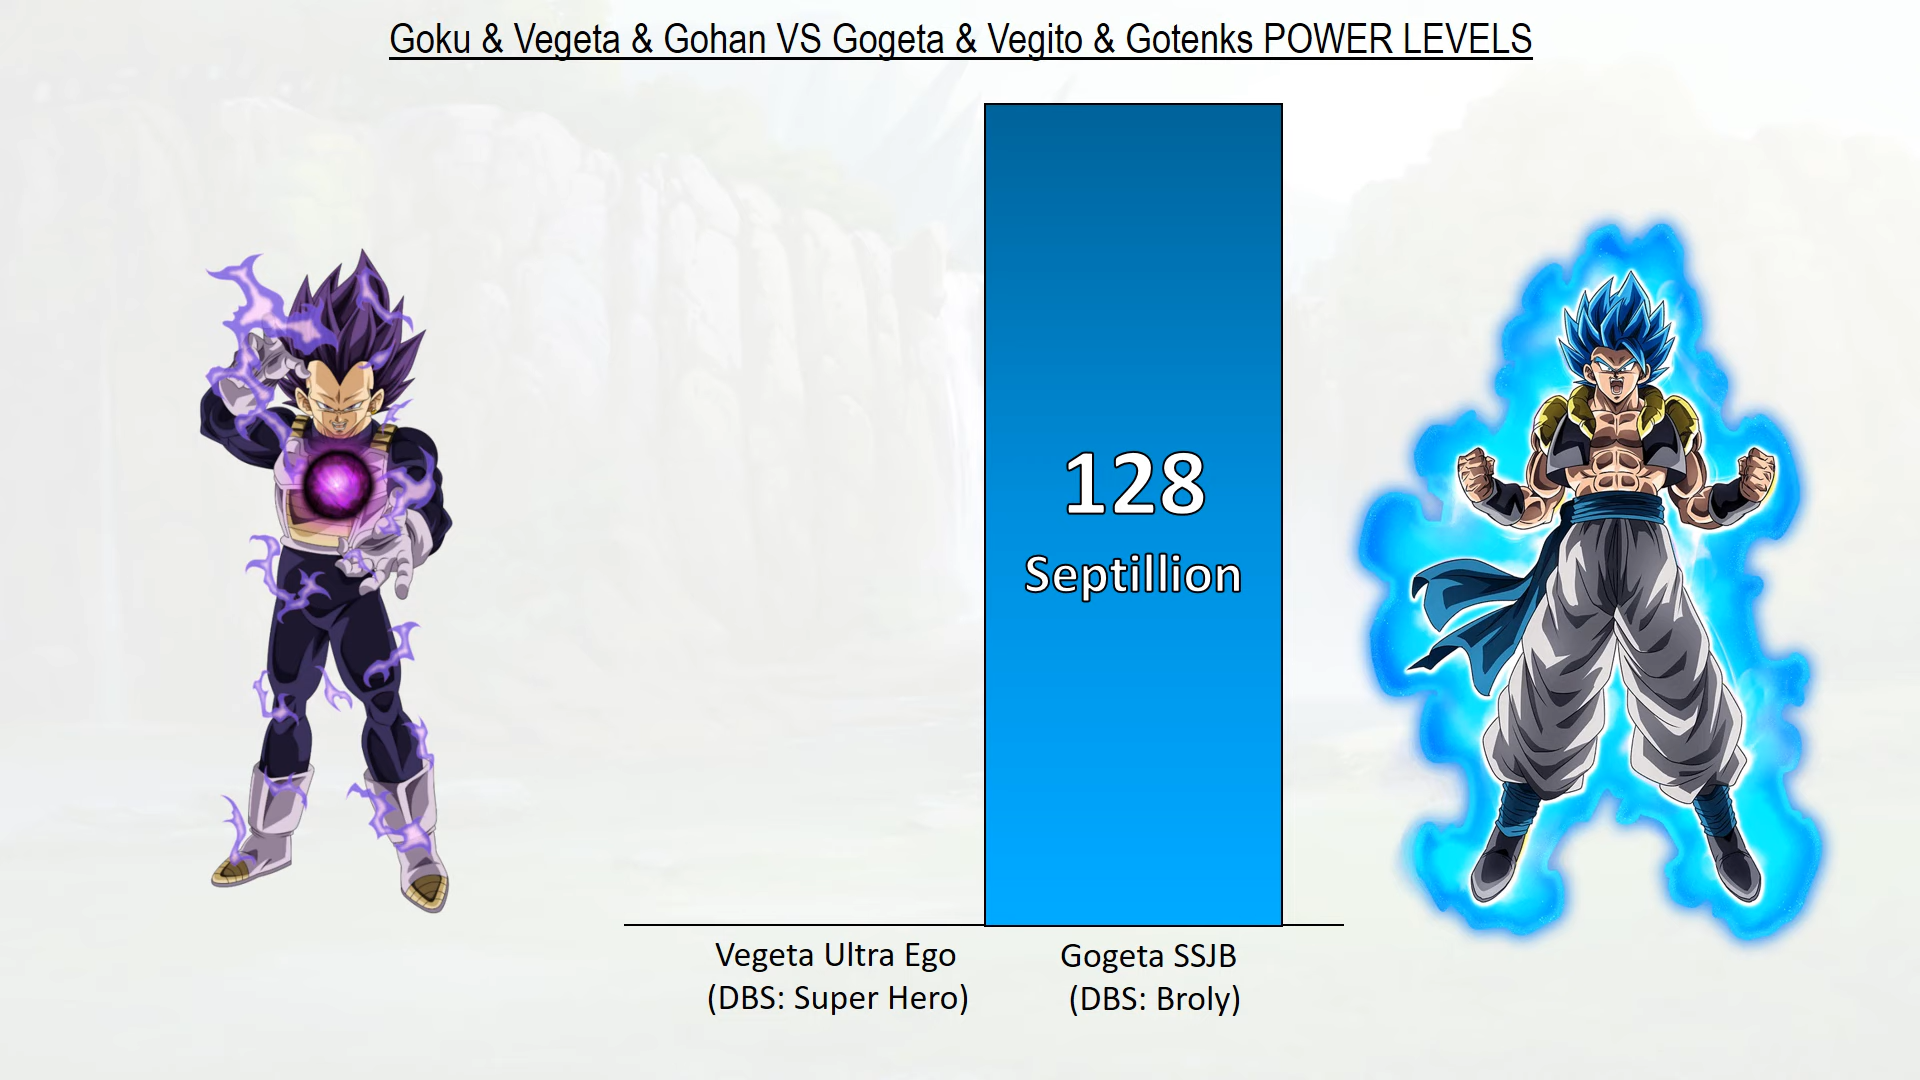 Goku & Vegeta & Gohan VS Gogeta & Vegito & Gotenks POWER LEVELS
128
Septillion
Vegeta Ultra Ego
(DBS: Super Hero)
Gogeta SSJB
(DBS: Broly)